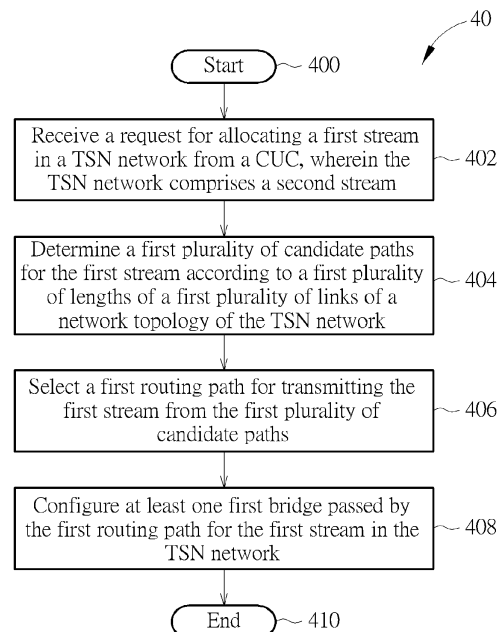 40
Start
400
Receive a request for allocating a first stream
in a TSN network from a CUC, wherein the
TSN network comprises a second stream
402
Determine a first plurality of candidate paths
for the first stream according to a first plurality
of lengths of a first plurality of links of a
network topology of the TSN network
404
Select a first routing path for transmitting the
first stream from the first plurality of
candidate paths
406
Configure at least one first bridge passed by
the first routing path for the first stream in the
TSN network
408
End
410